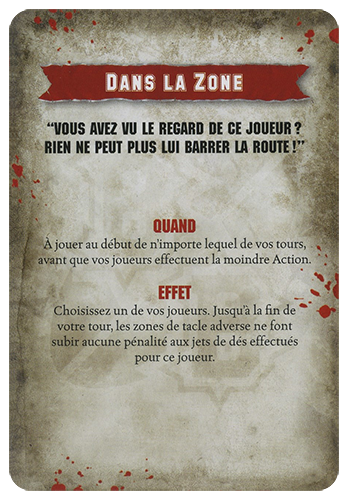 DANS LA ZONE
“VOUS AVEZ VU LE REGARD DE CE JOUEUR ?
RIEN NE PEUT PLUS LUI BARRER LA ROUTE !”
QUAND
À jouer au début de n'importe lequel de vos tours,
avant que vos joueurs effectuent la moindre Action.
EFFET
Choisissez un de vos joueurs. Jusqu'à la fin de
votre tour, les zones de tacle adverse ne font
subir aucune pénalité aux jets de dés effectués
pour ce joueur.